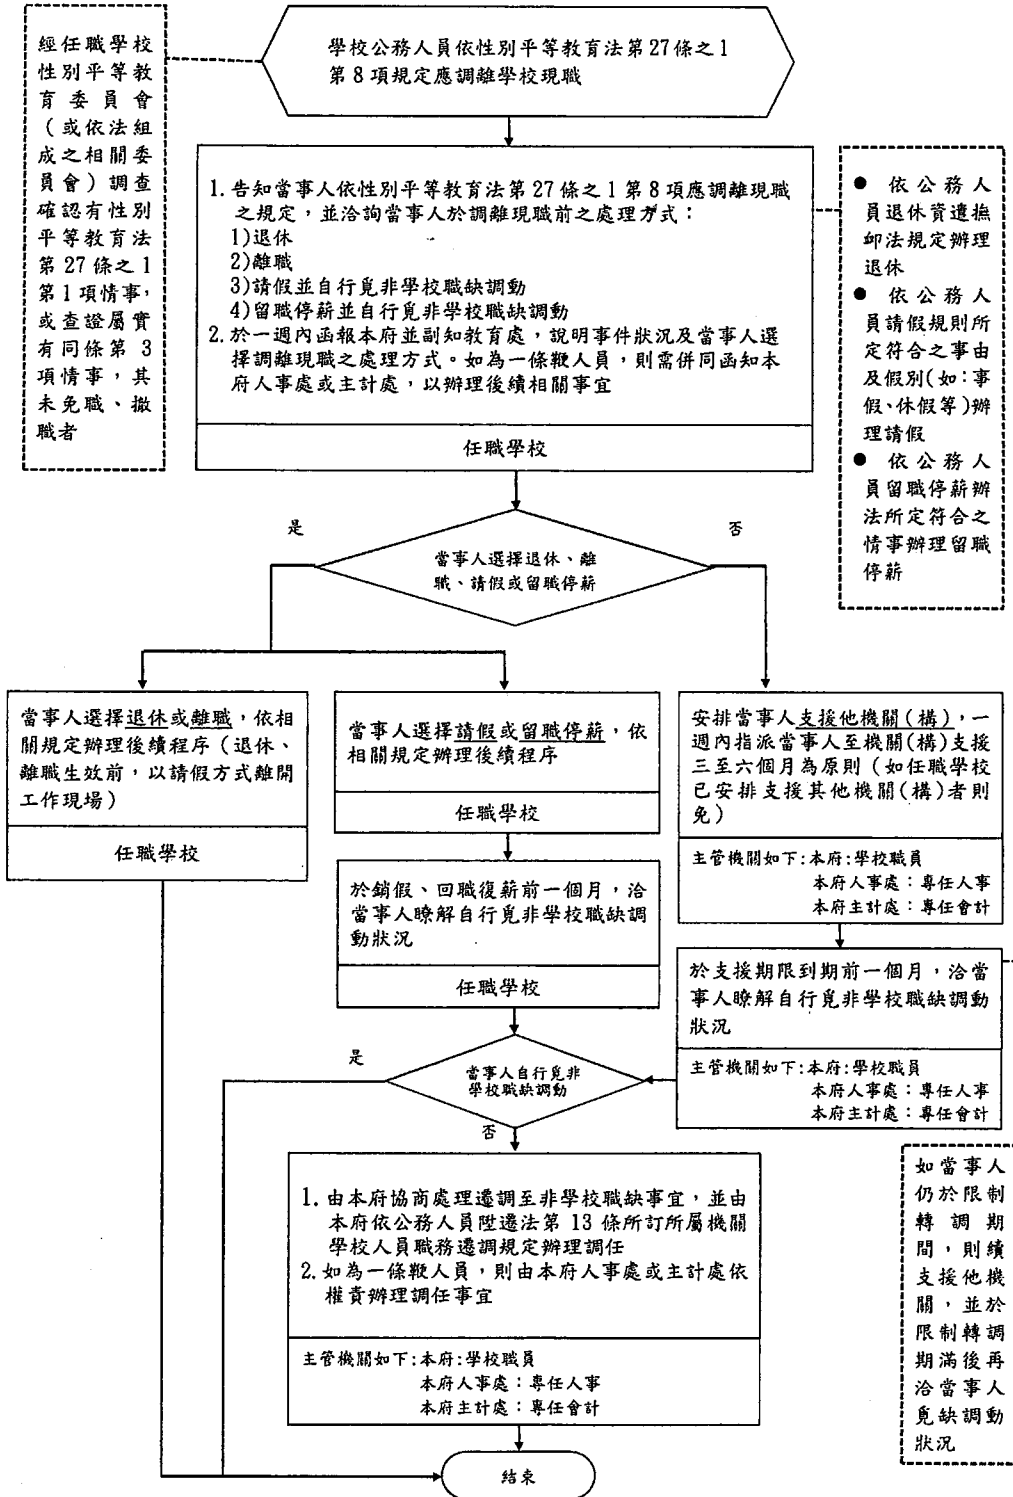 經任職學校
性別平等教
育委員會
(或依法組
成之相關委
員會)調查
確認有性別
平等教育法
第27條之1
第1項情事,
或查證屬實
有同條第3
項情事,其
未免職、撤
職者
學校公務人員依性別平等教育法第27條之1
第8項規定應調離學校現職
1.告知當事人依性別平等教育法第27條之1第8項應調離現職
之規定,並洽詢當事人於調離現職前之處理方式:
1)退休
2)離職
3)請假並自行覓非學校職缺調動
4)留職停薪並自行覓非學校職缺調動
2.於一週內函報本府並副知教育處,說明事件狀況及當事人選
擇調離現職之處理方式。如為一條鞭人員,則需併同函知本
府人事處或主計處,以辦理後續相關事宜
任職學校
● 依公務人
員退休資遣撫
卹法規定辦理
退休
● 依公務人
員請假規則所
定符合之事由
及假別(如:事
假、休假等)辦
理請假
● 依公務人
員留職停薪辦
法所定符合之
情事辦理留職
停薪
是
否
當事人選擇退休、離
職、請假或留職停薪
當事人選擇退休或離職,依相
關規定辦理後續程序(退休、
離職生效前,以請假方式離開
工作現場)
任職學校
當事人選擇請假或留職停薪,依
相關規定辦理後續程序
任職學校
安排當事人支援他機關(構),一
週內指派當事人至機關(構)支援
三至六個月為原則(如任職學校
已安排支援其他機關(構)者則
免)
主管機關如下:本府:學校職員
本府人事處:專任人事
本府主計處:專任會計
於銷假、回職復薪前一個月,洽
當事人瞭解自行覓非學校職缺調
動狀況
任職學校
於支援期限到期前一個月,洽當
事人瞭解自行覓非學校職缺調動
狀況
主管機關如下:本府:學校職員
本府人事處:專任人事
本府主計處:專任會計
是
當事人自行覓非
學校職缺調動
否
1.由本府協商處理遷調至非學校職缺事宜,並由
本府依公務人員陞遷法第13條所訂所屬機關
學校人員職務遷調規定辦理調任
2.如為一條鞭人員,則由本府人事處或主計處依
權責辦理調任事宜
主管機關如下:本府:學校職員
本府人事處:專任人事
本府主計處:專任會計
如當事人
仍於限制
轉調期
間,則續
支援他機
關,並於
限制轉調
期滿後再
洽當事人
覓缺調動
狀況
結束